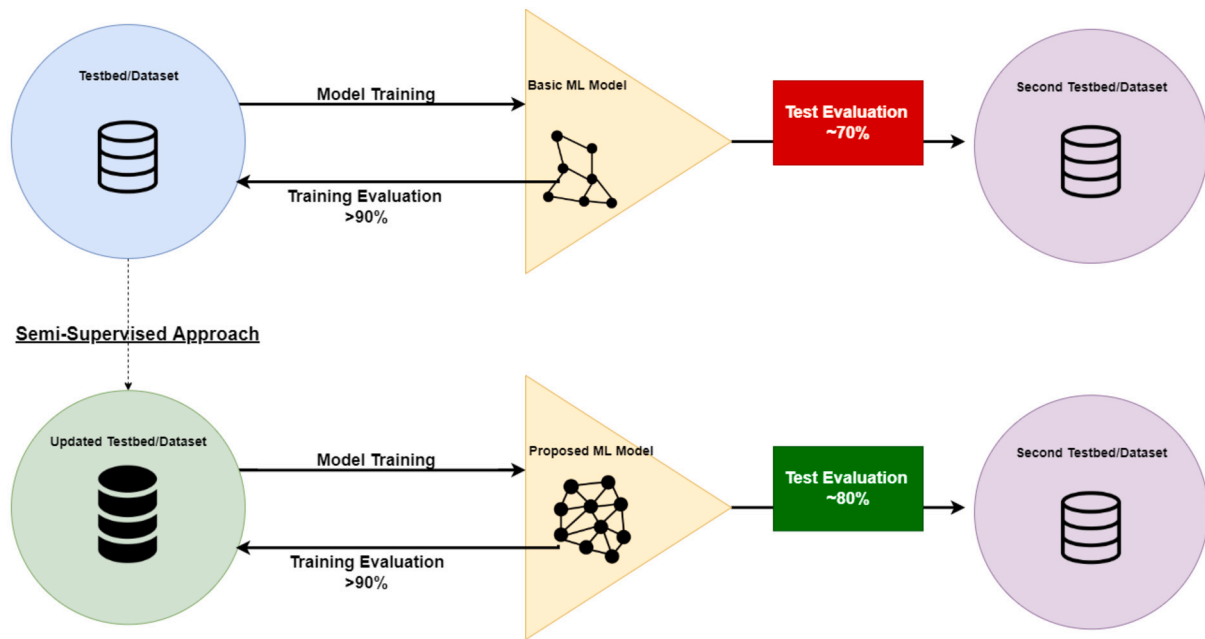 Testbed/Dataset
Model Training
Training Evaluation
>90%
Basic ML Model
Test Evaluation
~70%
Second Testbed/Dataset
Semi-Supervised Approach
Updated Testbed/Dataset
Model Training
Training Evaluation
>90%
Proposed ML Model
Test Evaluation
~80%
Second Testbed/Dataset